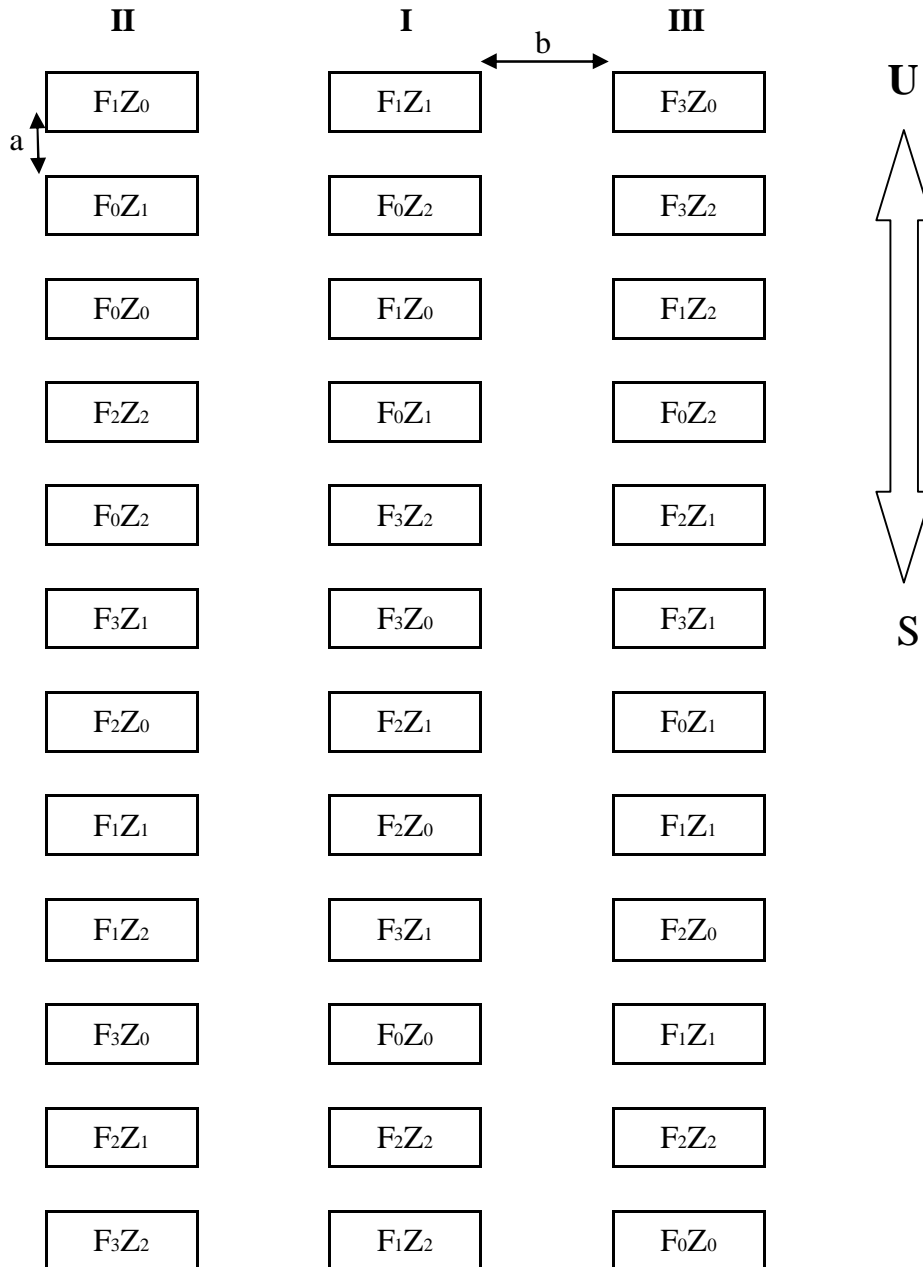 II I III
b
U
F₁Z₀ F₁Z₁ F₃Z₀
a
F₀Z₁ F₀Z₂ F₃Z₂
F₀Z₀ F₁Z₀ F₁Z₂
F₂Z₂ F₀Z₁ F₀Z₂
F₀Z₂ F₃Z₂ F₂Z₁
F₃Z₁ F₃Z₀ F₃Z₁
S
F₂Z₀ F₂Z₁ F₀Z₁
F₁Z₁ F₂Z₀ F₁Z₁
F₁Z₂ F₃Z₁ F₂Z₀
F₃Z₀ F₀Z₀ F₁Z₁
F₂Z₁ F₂Z₂ F₂Z₂
F₃Z₂ F₁Z₂ F₀Z₀